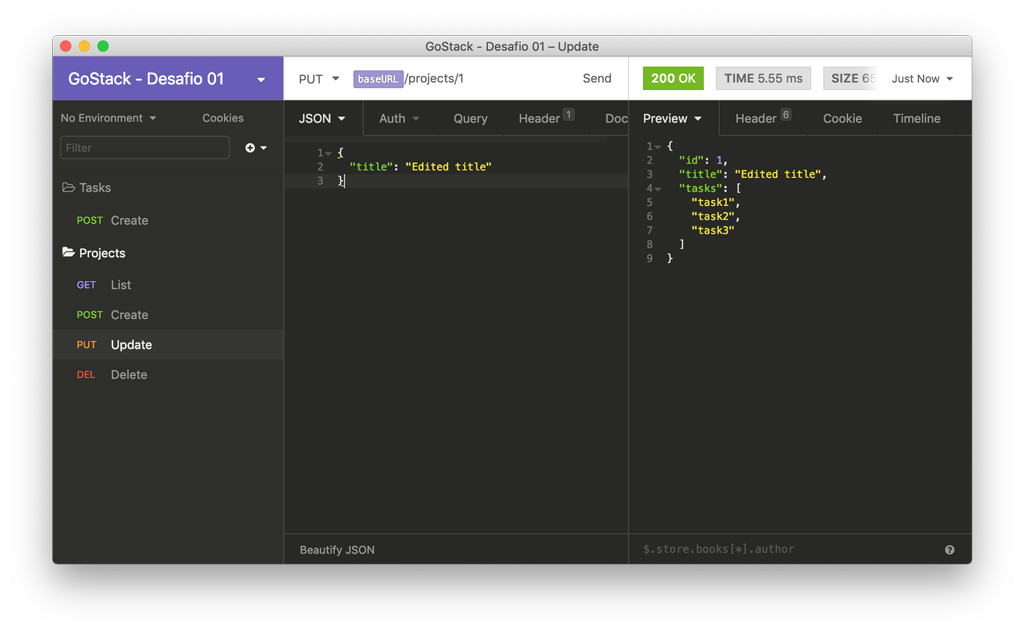 GoStack - Desafio 01 – Update
GoStack - Desafio 01
PUT baseURL/projects/1 Send
200 OK TIME 5.55 ms SIZE 65 Just Now
No Environment Cookies
Filter
Tasks
POST Create
Projects
GET List
POST Create
PUT Update
DEL Delete
JSON Auth Query Header 1 Doc
1 {
2 "title": "Edited title"
3 }
Beautify JSON
Preview Header 6 Cookie Timeline
1 {
2 "id": 1,
3 "title": "Edited title",
4 "tasks": [
5 "task1",
6 "task2",
7 "task3"
8 ]
9 }
$.store.books[*].author